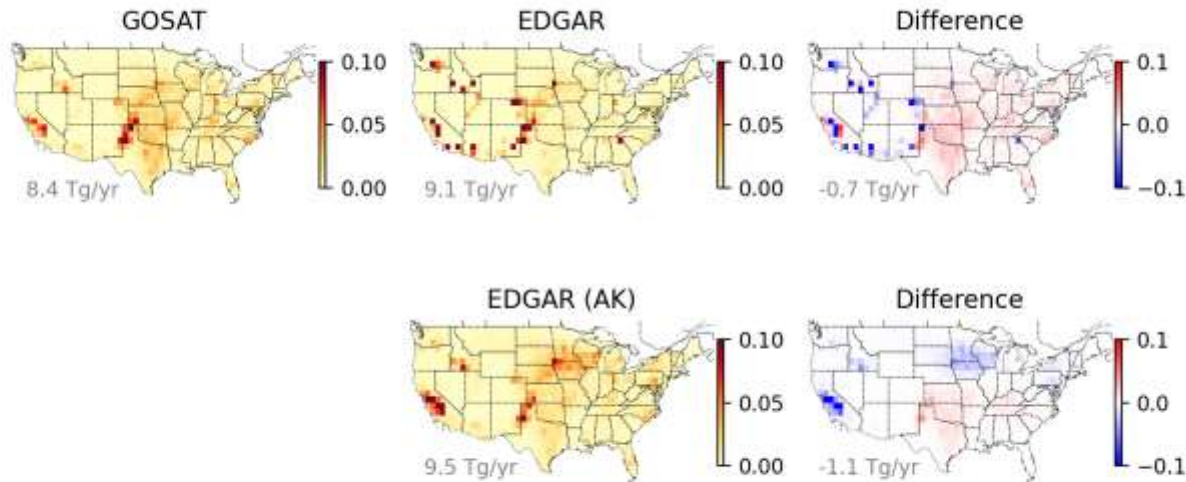 GOSAT
0.10
0.05
0.00
8.4 Tg/yr
EDGAR
0.10
0.05
0.00
9.1 Tg/yr
Difference
0.1
0.0
−0.1
-0.7 Tg/yr
EDGAR (AK)
0.10
0.05
0.00
9.5 Tg/yr
Difference
0.1
0.0
−0.1
-1.1 Tg/yr